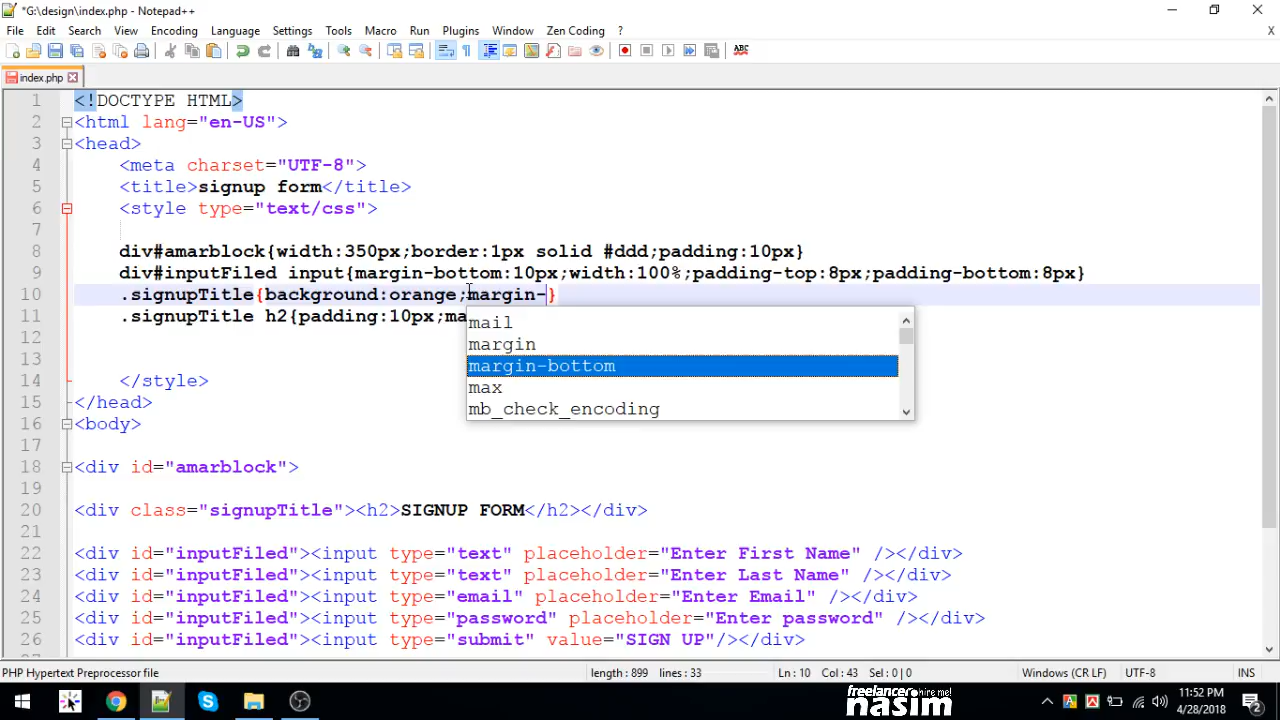 *G:\design\index.php - Notepad++
File Edit Search View Encoding Language Settings Tools Macro Run Plugins Window Zen Coding ? X
ABC
index.php
1 <!DOCTYPE HTML>
2 <html lang="en-US">
3 <head>
4 <meta charset="UTF-8">
5 <title>signup form</title>
6 <style type="text/css">
7
8 div#amarblock{width:350px;border:1px solid #ddd;padding:10px}
9 div#inputFiled input{margin-bottom:10px;width:100%;padding-top:8px;padding-bottom:8px}
10 .signupTitle{background:orange;margin-}
11 .signupTitle h2{padding:10px;ma
mail
12
margin
13
margin-bottom
14 </style>
max
15 </head>
mb_check_encoding
16 <body>
17
18 <div id="amarblock">
19
20 <div class="signupTitle"><h2>SIGNUP FORM</h2></div>
21
22 <div id="inputFiled"><input type="text" placeholder="Enter First Name" /></div>
23 <div id="inputFiled"><input type="text" placeholder="Enter Last Name" /></div>
24 <div id="inputFiled"><input type="email" placeholder="Enter Email" /></div>
25 <div id="inputFiled"><input type="password" placeholder="Enter password" /></div>
26 <div id="inputFiled"><input type="submit" value="SIGN UP"/></div>
PHP Hypertext Preprocessor file length : 899 lines : 33 Ln : 10 Col : 43 Sel : 0 | 0 Windows (CR LF) UTF-8 INS
freelancer hire me!
nasim
11:52 PM
4/28/2018
2